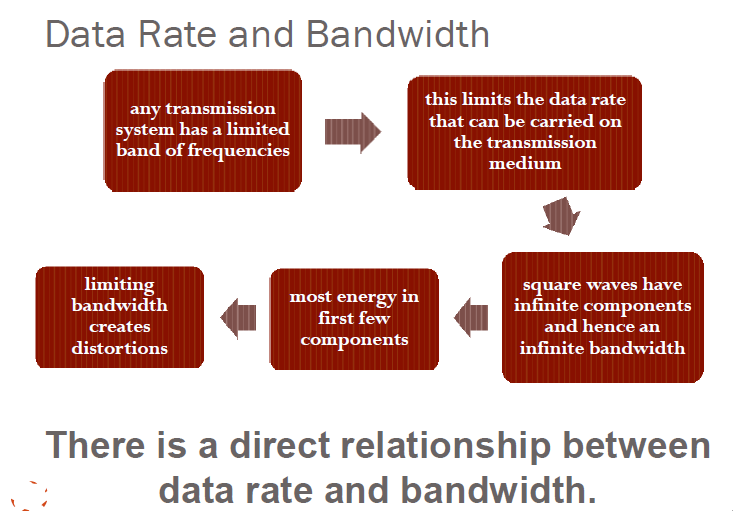 Data Rate and Bandwidth
any transmission
system has a limited
band of frequencies
this limits the data rate
that can be carried on
the transmission
medium
square waves have
infinite components
and hence an
infinite bandwidth
most energy in
first few
components
limiting
bandwidth
creates
distortions
There is a direct relationship between
data rate and bandwidth.